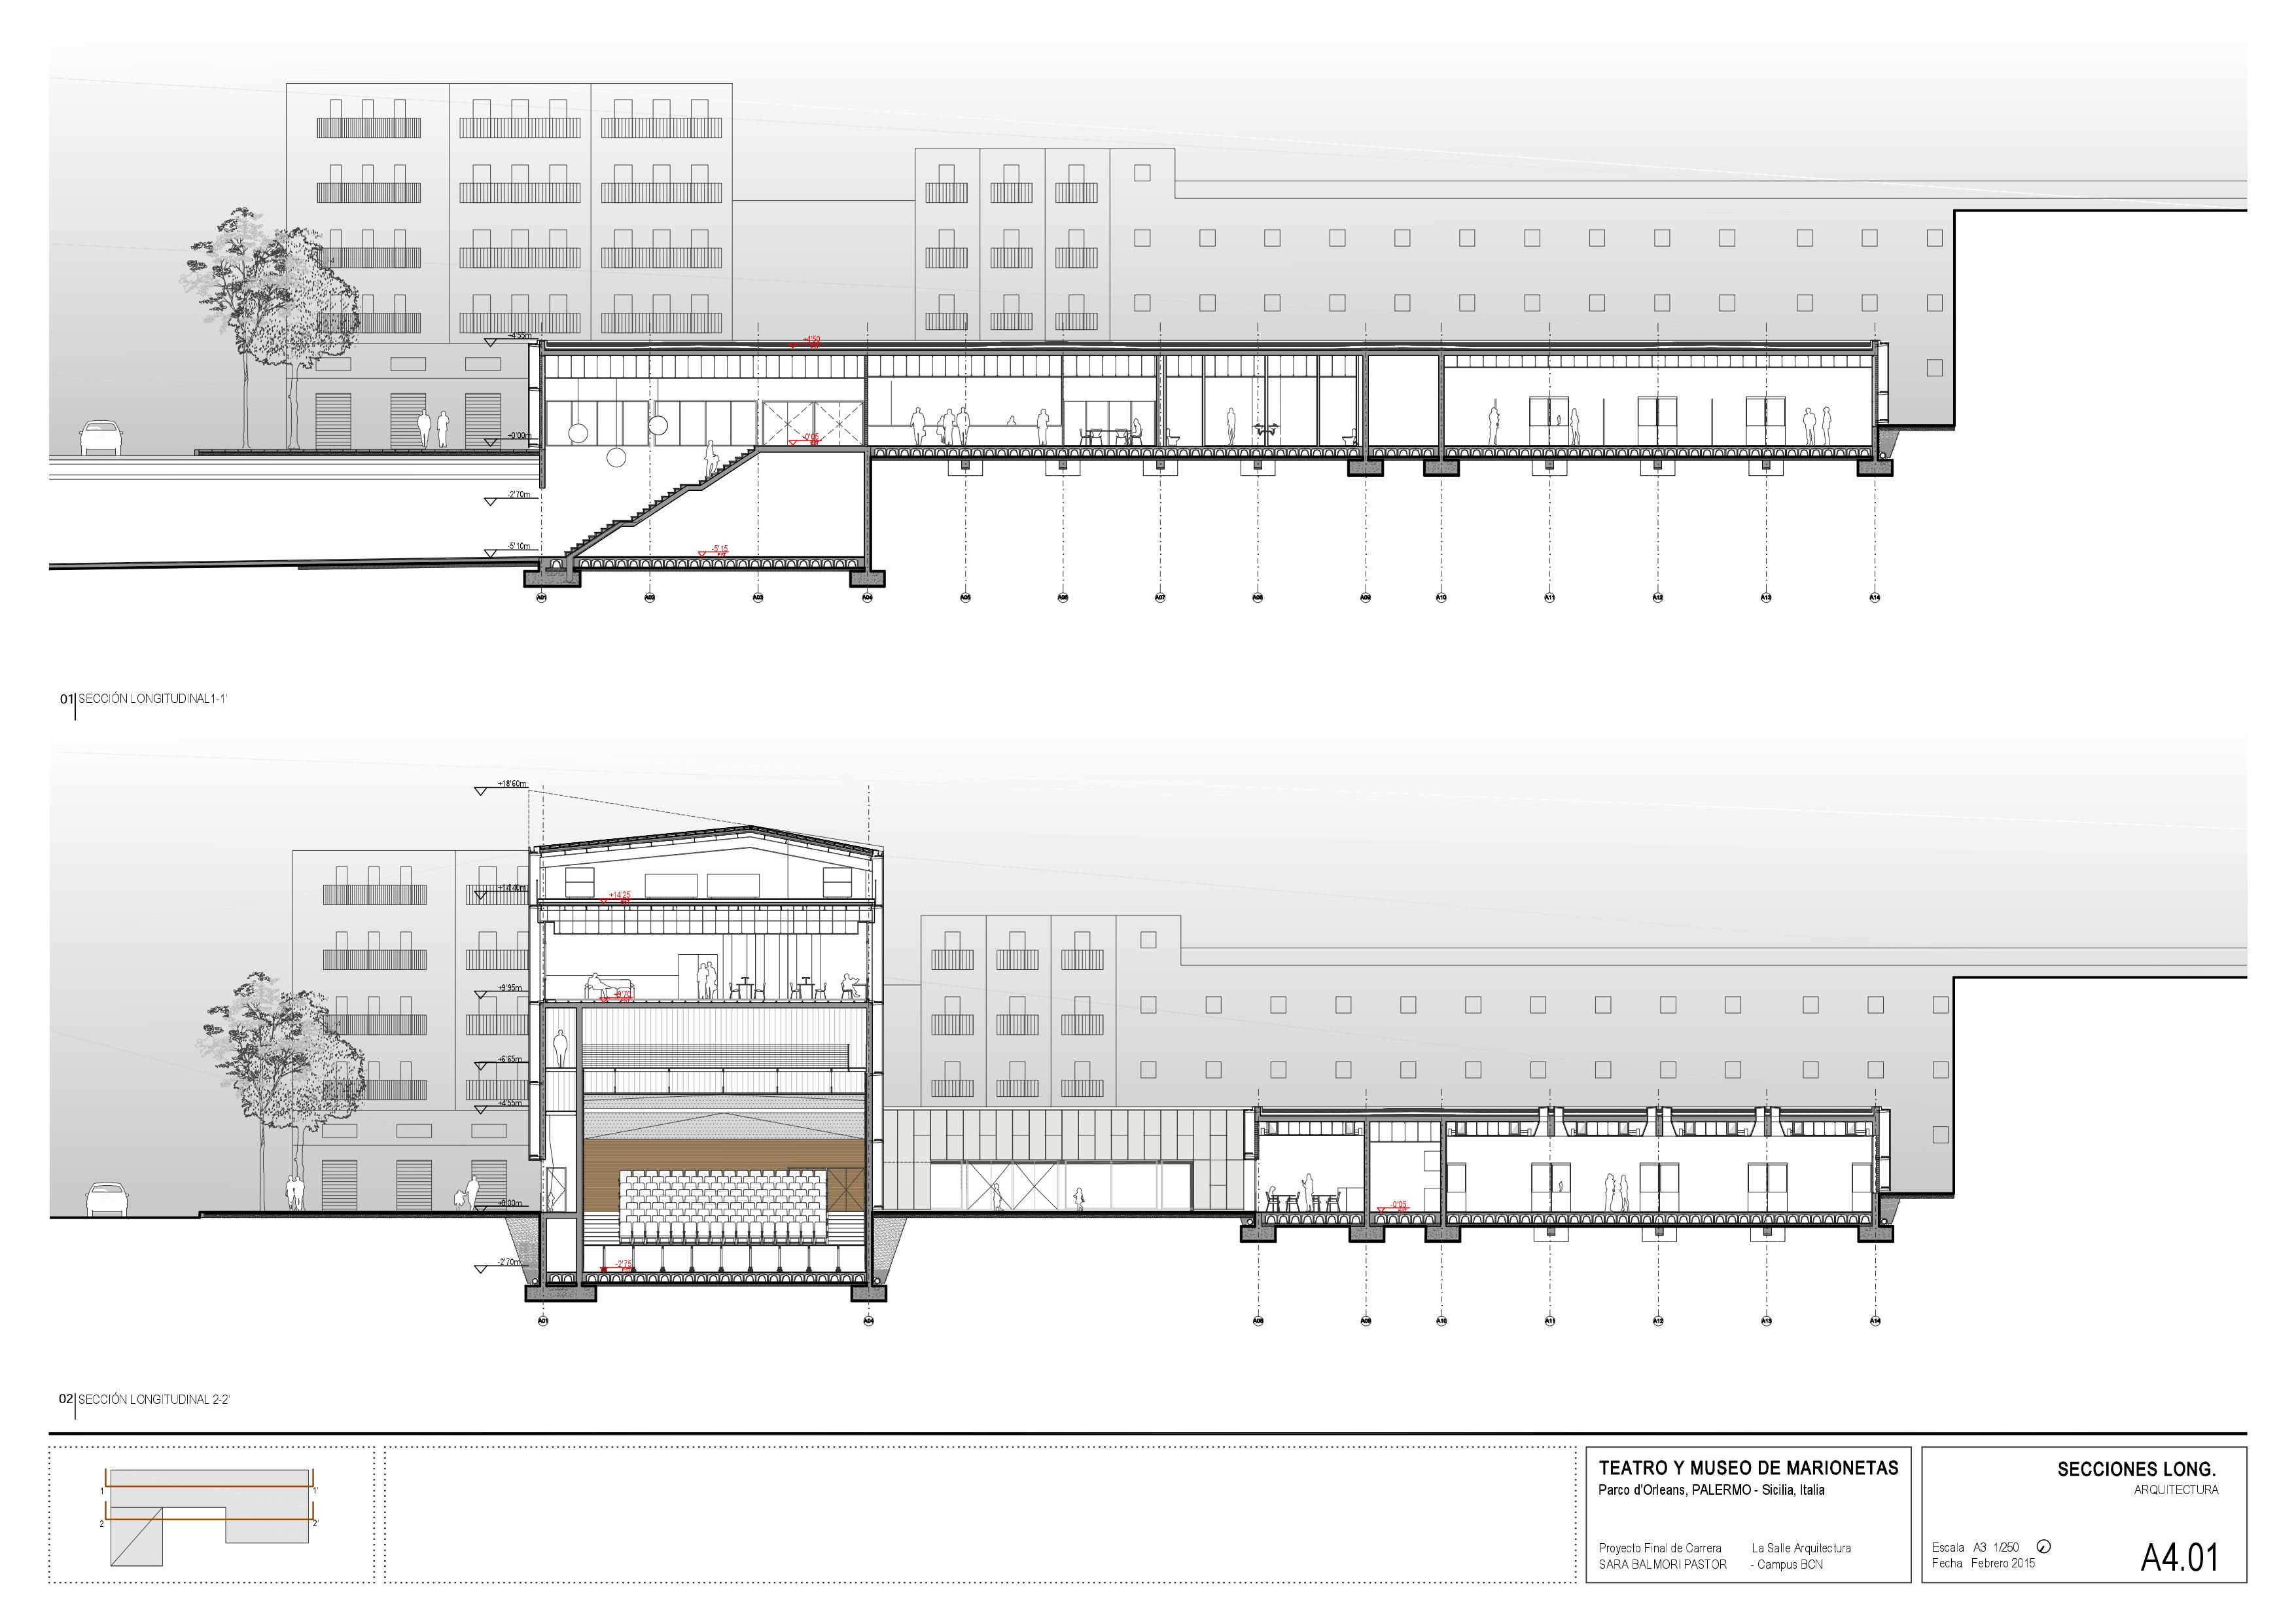 +4'55m
+4'50
+0'00m
-0'05
-2'70m
-5'10m
-5'15
A01 A02 A03 A04 A05 A06 A07 A08 A09 A10 A11 A12 A13 A14
01 SECCIÓN LONGITUDINAL 1-1'
+18'60m
+14'25
+9'95m
+9'70
+6'65m
+4'55m
+0'00m
-0'05
-2'70m
-2'75
A01 A04 A08 A09 A10 A11 A12 A13 A14
02 SECCIÓN LONGITUDINAL 2-2'
1 1'
2 2'
TEATRO Y MUSEO DE MARIONETAS
Parco d'Orleans, PALERMO - Sicilia, Italia
Proyecto Final de Carrera La Salle Arquitectura
SARA BALMORI PASTOR - Campus BCN
SECCIONES LONG.
ARQUITECTURA
Escala A3 1/250
Fecha Febrero 2015
A4.01